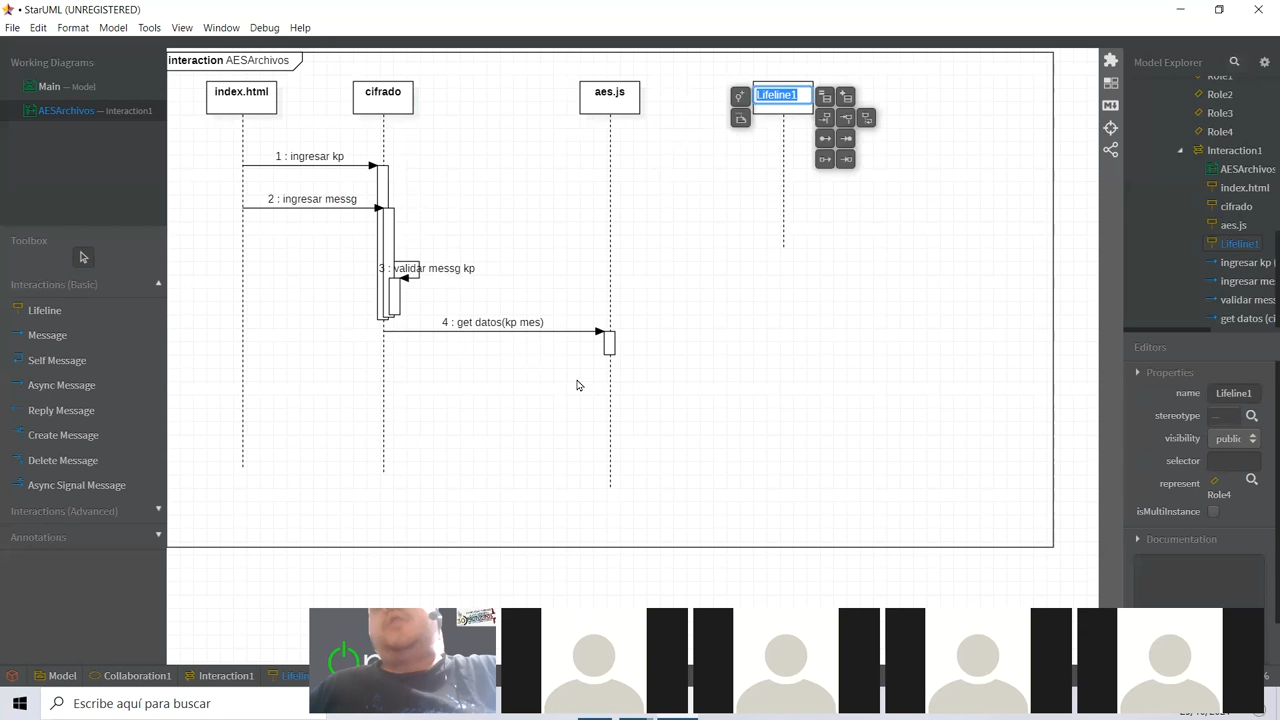 • StarUML (UNREGISTERED)
File Edit Format Model Tools View Window Debug Help
Working Diagrams
Main — Model
AESArchivos — Interaction1
Toolbox
Interactions (Basic)
Lifeline
Message
Self Message
Async Message
Reply Message
Create Message
Delete Message
Async Signal Message
Interactions (Advanced)
Annotations
interaction AESArchivos
index.html
cifrado
aes.js
Lifeline1
1 : ingresar kp
2 : ingresar messg
3 : validar messg kp
4 : get datos(kp mes)
Model Explorer
Role1
Role2
Role3
Role4
Interaction1
AESArchivos
index.html
cifrado
aes.js
Lifeline1
ingresar kp (
ingresar me
validar mess
get datos (ci
Editors
Properties
name Lifeline1
stereotype —
visibility public
selector
represent
Role4
isMultiInstance
Documentation
Model Collaboration1 Interaction1 Lifelin
%
Escribe aquí para buscar